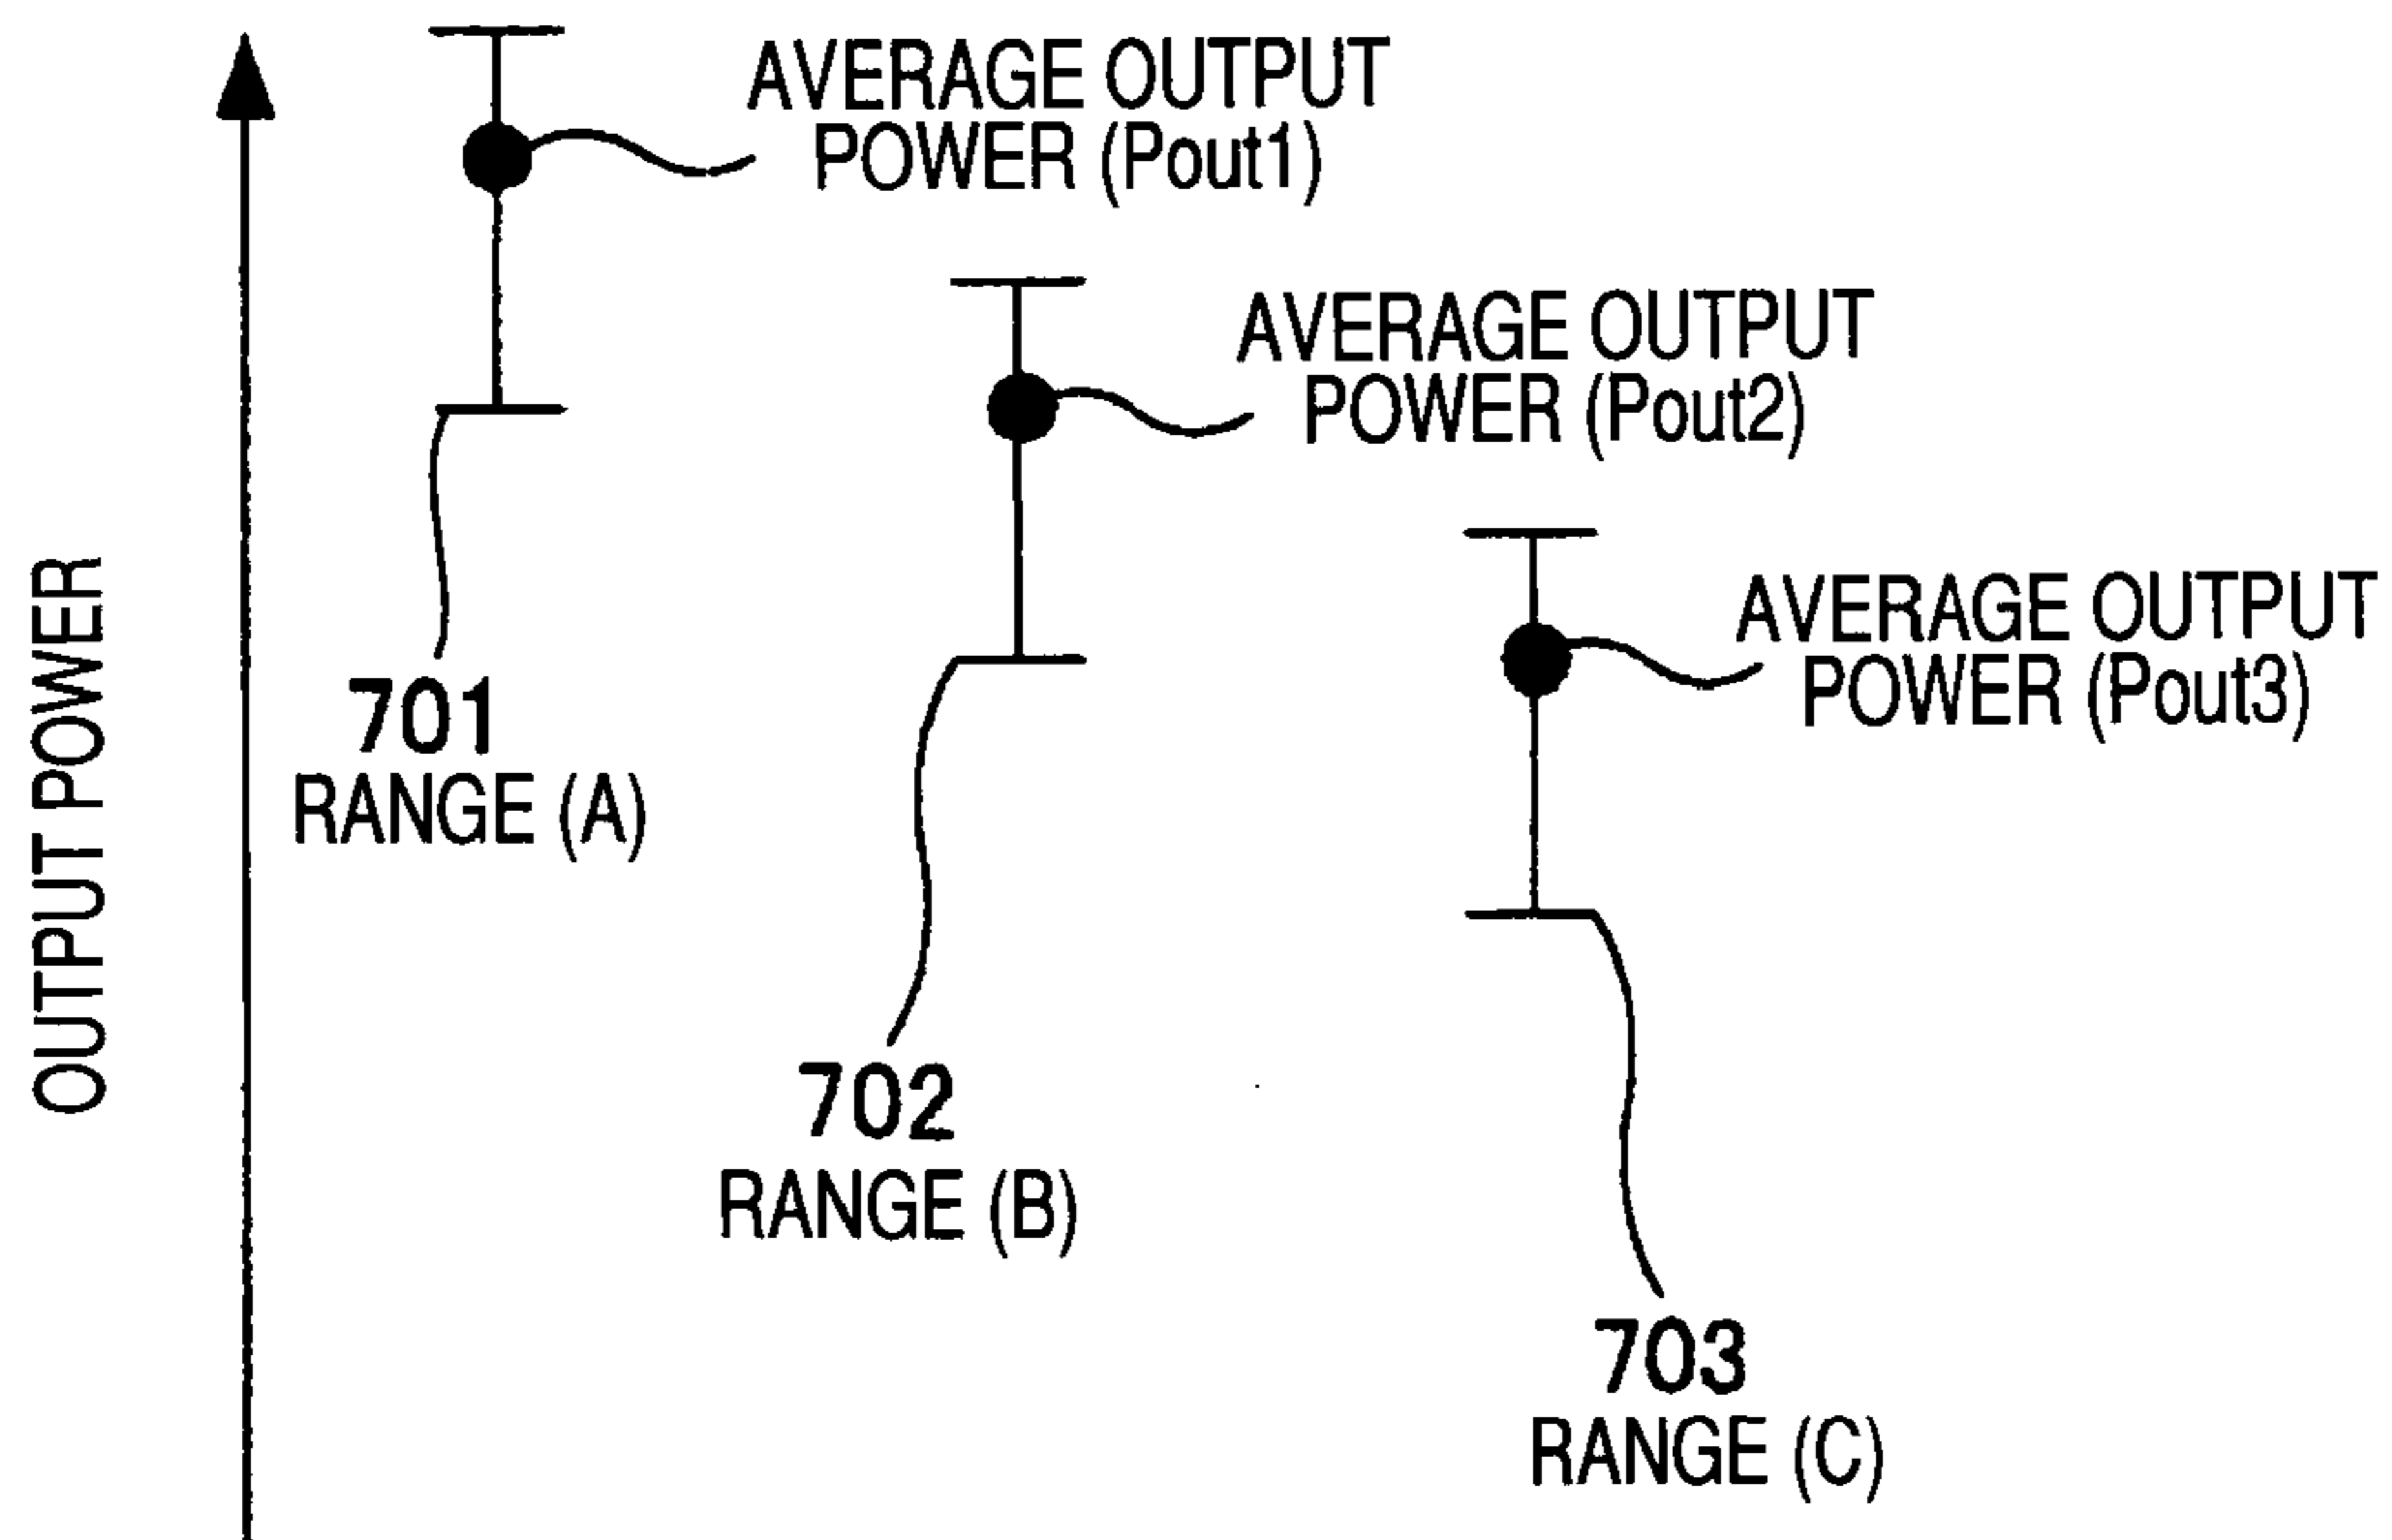 AVERAGE OUTPUT
POWER (Pout1)
AVERAGE OUTPUT
POWER (Pout2)
AVERAGE OUTPUT
POWER (Pout3)
OUTPUT POWER
701
RANGE (A)
702
RANGE (B)
703
RANGE (C)